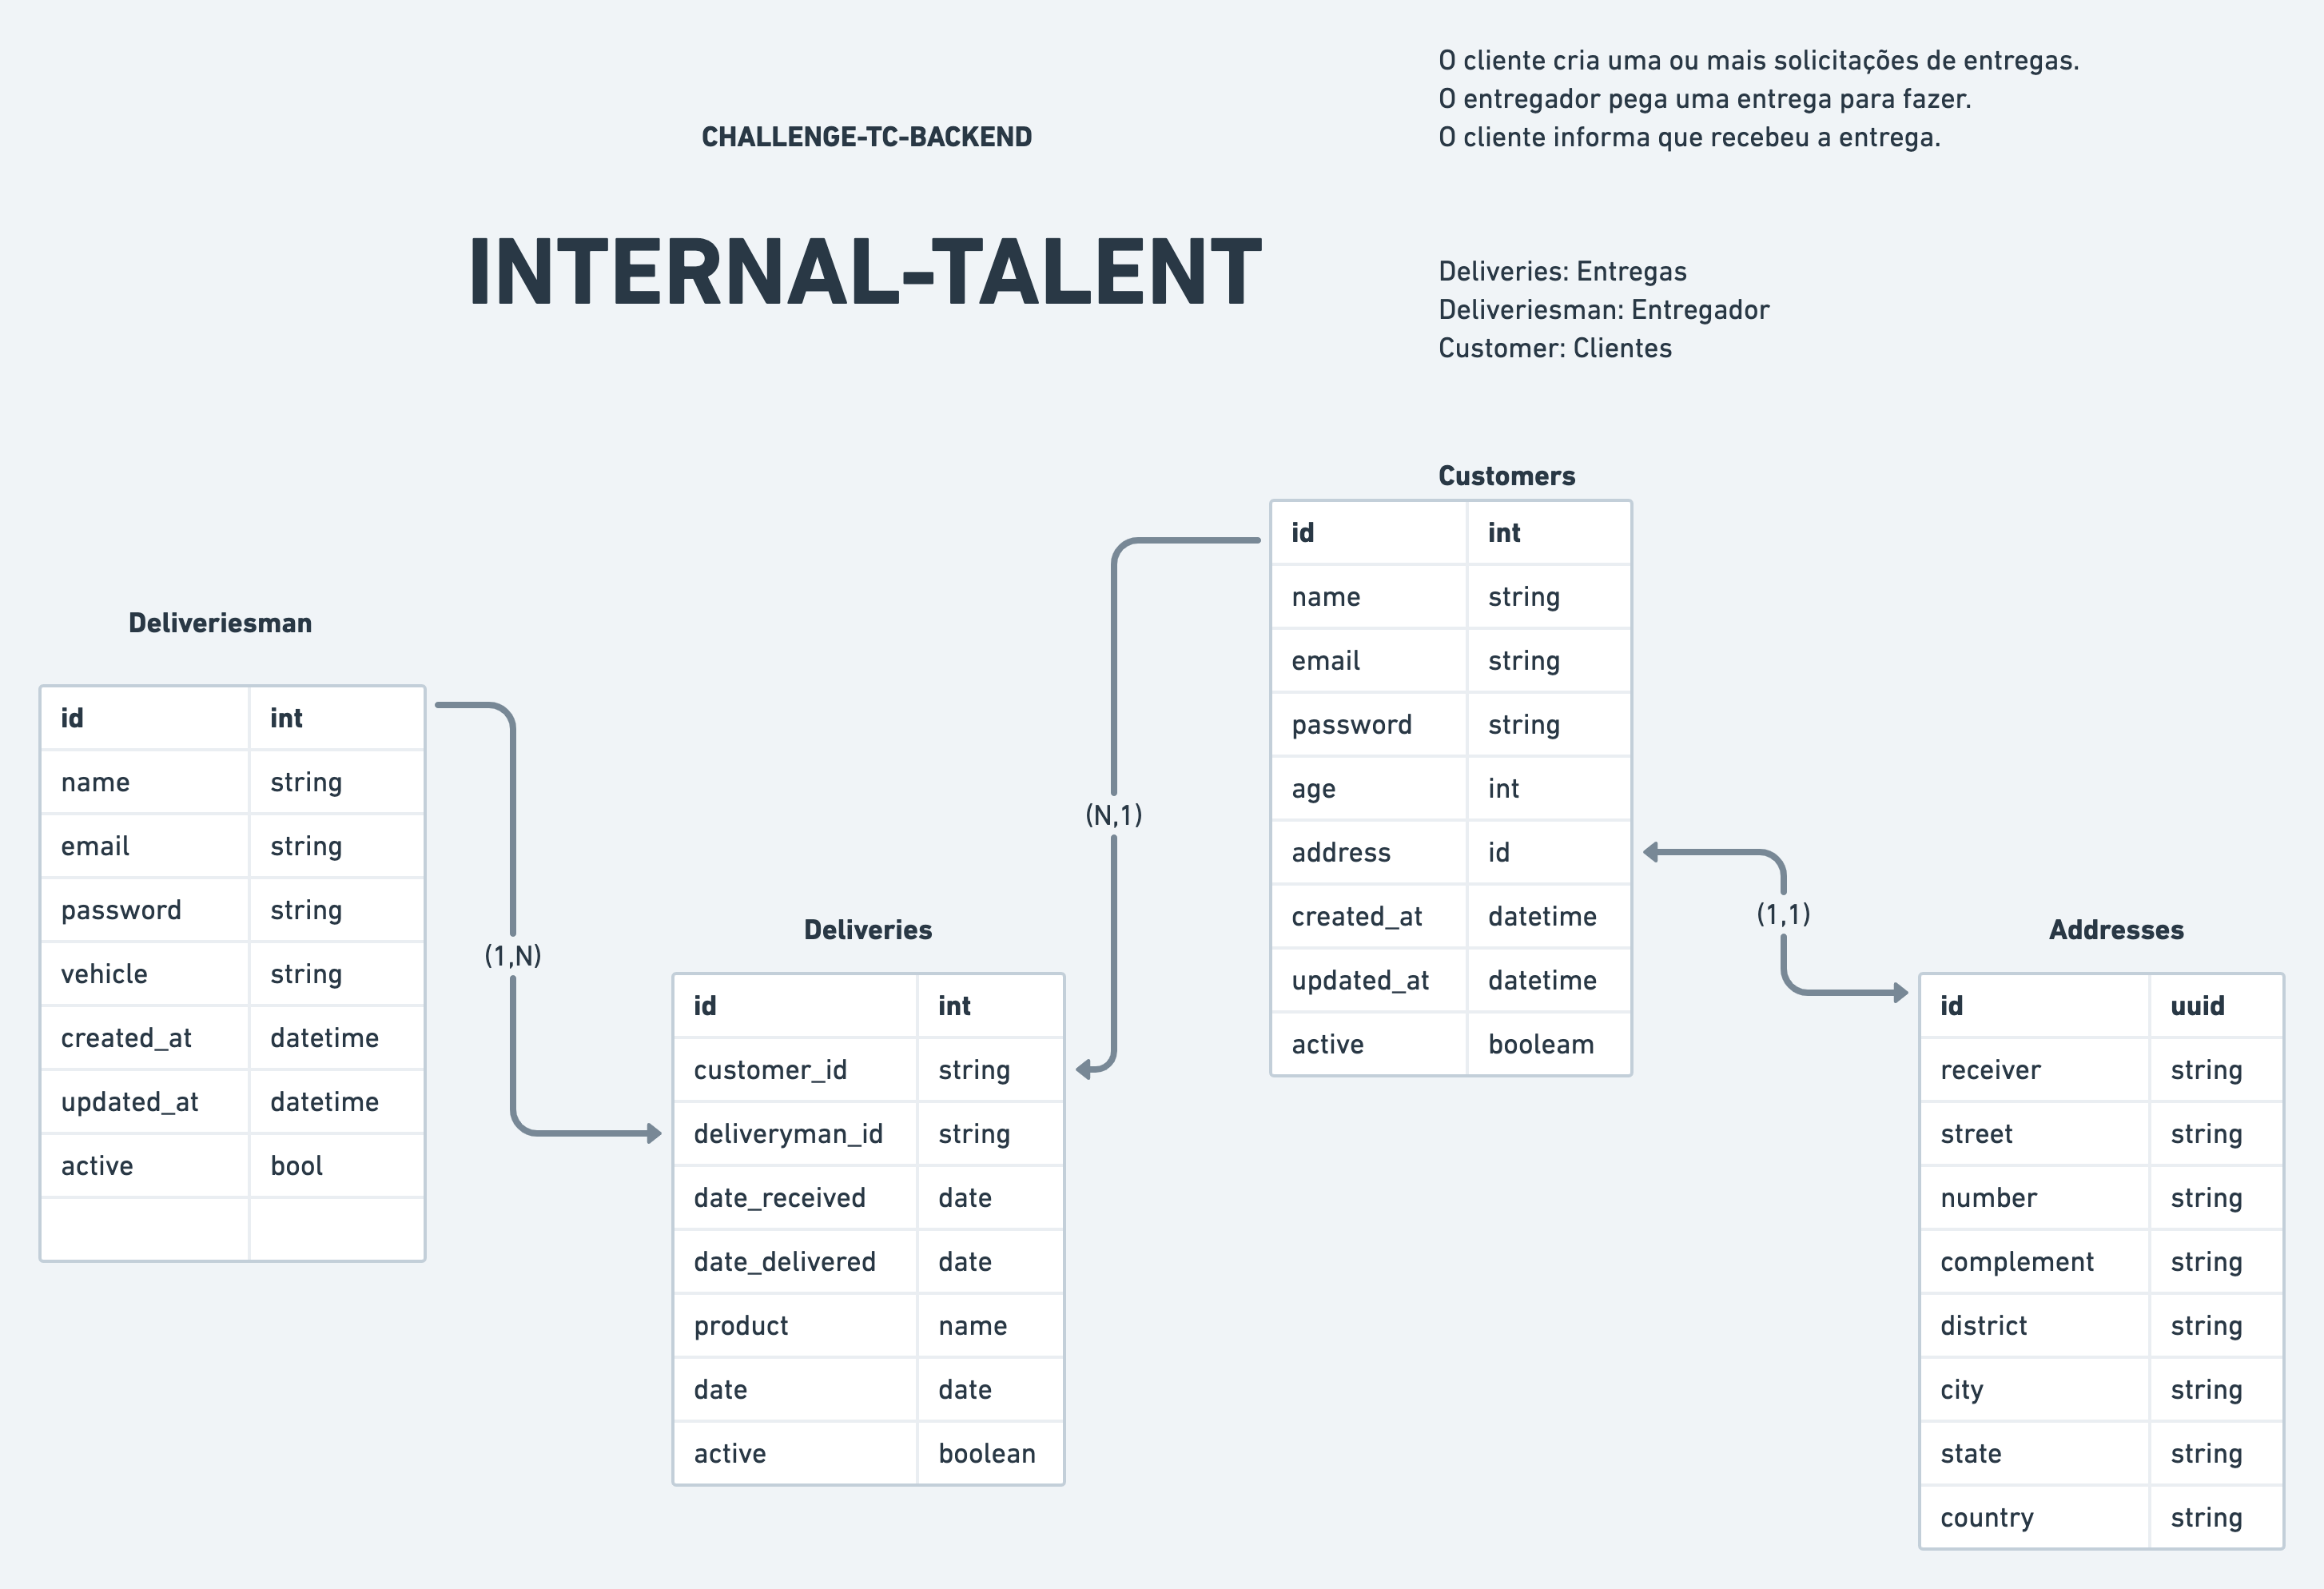 CHALLENGE-TC-BACKEND
INTERNAL-TALENT
O cliente cria uma ou mais solicitações de entregas.
O entregador pega uma entrega para fazer.
O cliente informa que recebeu a entrega.
Deliveries: Entregas
Deliveriesman: Entregador
Customer: Clientes
Deliveriesman
id int
name string
email string
password string
vehicle string
created_at datetime
updated_at datetime
active bool
(1,N)
Deliveries
id int
customer_id string
deliveryman_id string
date_received date
date_delivered date
product name
date date
active boolean
(N,1)
Customers
id int
name string
email string
password string
age int
address id
created_at datetime
updated_at datetime
active booleam
(1,1)
Addresses
id uuid
receiver string
street string
number string
complement string
district string
city string
state string
country string